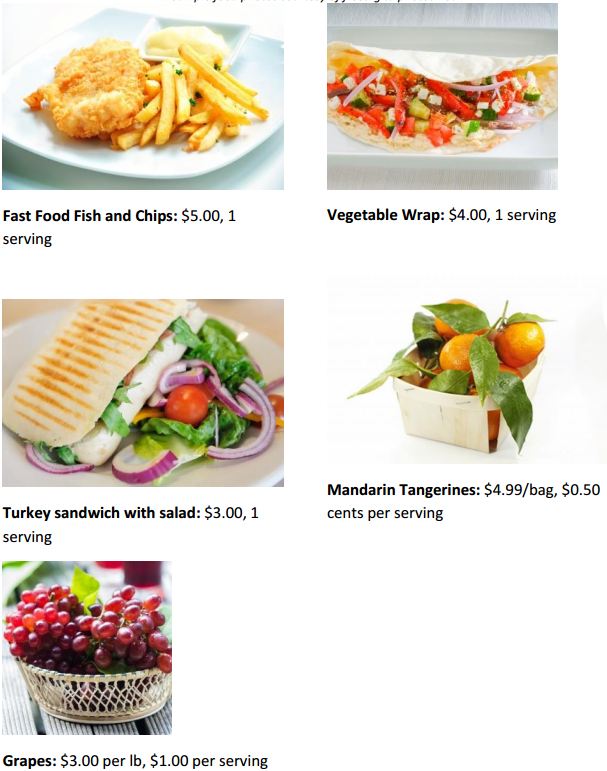 Fast Food Fish and Chips: $5.00, 1
serving
Vegetable Wrap: $4.00, 1 serving
Turkey sandwich with salad: $3.00, 1
serving
Mandarin Tangerines: $4.99/bag, $0.50
cents per serving
Grapes: $3.00 per lb, $1.00 per serving